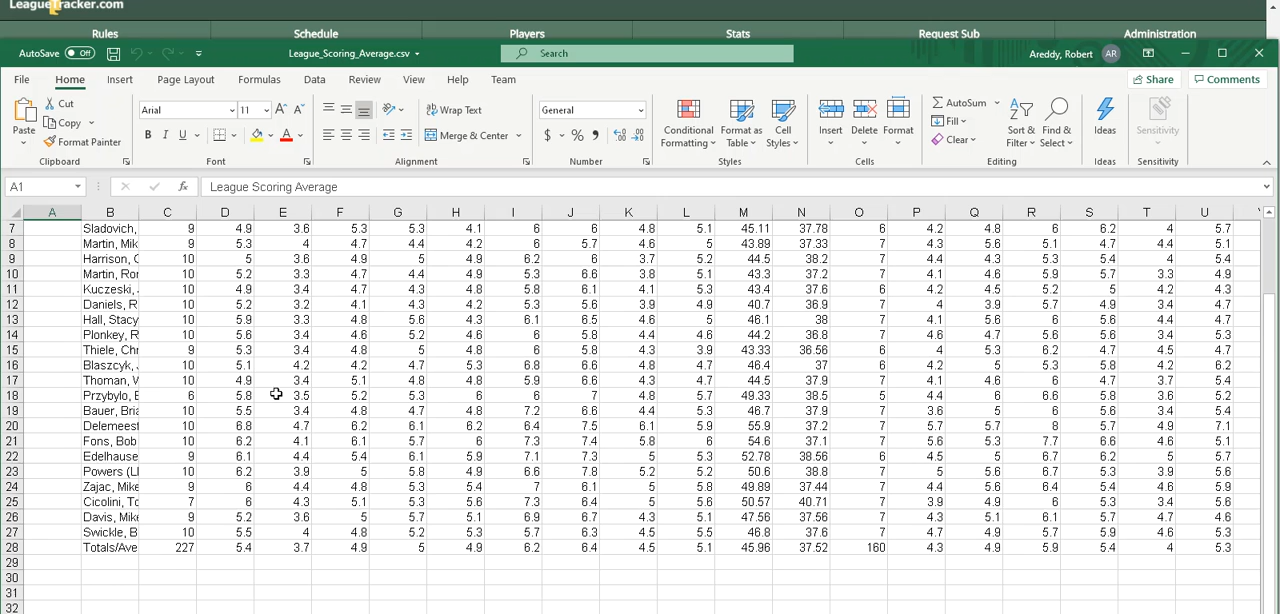 LeagueTracker.com
Rules Schedule Players Stats Request Sub Administration
AutoSave Off League_Scoring_Average.csv Search Areddy, Robert AR
File Home Insert Page Layout Formulas Data Review View Help Team Share Comments
Cut Arial 11 Wrap Text General AutoSum
Paste Copy Conditional Format as Cell Insert Delete Format Fill Sort & Find & Ideas Sensitivity
Format Painter B I U Merge & Center $ % Formatting Table Styles Clear Filter Select
Clipboard Font Alignment Number Styles Cells Editing Ideas Sensitivity
A1 fx League Scoring Average
A B C D E F G H I J K L M N O P Q R S T U
7 Sladovich, 9 4.9 3.6 5.3 5.3 4.1 6 6 4.8 5.1 45.11 37.78 6 4.2 4.8 6 6.2 4 5.7
8 Martin, Mik 9 5.3 4 4.7 4.4 4.2 6 5.7 4.6 5 43.89 37.33 7 4.3 5.6 5.1 4.7 4.4 5.1
9 Harrison, C 10 5 3.6 4.9 5 4.9 6.2 6 3.7 5.2 44.5 38.2 7 4.4 4.3 5.3 5.4 4 5.4
10 Martin, Ror 10 5.2 3.3 4.7 4.4 4.9 5.3 6.6 3.8 5.1 43.3 37.2 7 4.1 4.6 5.9 5.7 3.3 4.9
11 Kuczeski, 10 4.9 3.4 4.7 4.3 4.8 5.8 6.1 4.1 5.3 43.4 37.6 6 4.2 4.5 5.2 5 4.2 4.3
12 Daniels, R 10 5.2 3.2 4.1 4.3 4.2 5.3 5.6 3.9 4.9 40.7 36.9 7 4 3.9 5.7 4.9 3.4 4.7
13 Hall, Stacy 10 5.9 3.3 4.8 5.6 4.3 6.1 6.5 4.6 5 46.1 38 7 4.1 5.6 6 5.6 4.4 4.7
14 Plonkey, R 10 5.6 3.4 4.6 5.2 4.6 6 5.8 4.4 4.6 44.2 36.8 7 4.6 4.7 5.6 5.6 3.4 5.3
15 Thiele, Chr 9 5.3 3.4 4.8 5 4.8 6 5.8 4.3 3.9 43.33 36.56 6 4 5.3 6.2 4.7 4.5 4.7
16 Blaszcyk, 10 5.1 4.2 4.2 4.7 5.3 6.8 6.6 4.8 4.7 46.4 37 6 4.2 5 5.3 5.8 4.2 6.2
17 Thoman, V 10 4.9 3.4 5.1 4.8 4.8 5.9 6.1 4.8 4.7 44.5 37.9 7 4.1 4.6 6 4.7 3.7 5.4
18 Przybylo, E 6 5.8 3.5 5.2 5.3 6 6 7 4.8 5.7 49.33 38.5 5 4.4 6 6.6 5.8 3.6 5.2
19 Bauer, Bria 10 5.5 3.4 4.8 4.7 4.8 7.2 6.6 4.4 5.3 46.7 37.9 7 3.6 5 6 5.6 3.4 5.4
20 Delemeest 10 6.8 4.7 6.2 6.1 6.2 6.4 7.5 6.1 5.9 55.9 37.2 7 5.7 5.7 8 5.7 4.9 7.1
21 Fons, Bob 10 6.2 4.1 6.1 5.7 6 7.3 7.4 5.8 6 54.6 37.1 7 5.6 5.3 7.7 6.6 4.6 5.1
22 Edelhause 9 6.1 4.4 5.4 6.1 5.9 7.1 7.3 5 5.3 52.78 38.56 6 4.5 5 6.7 6.2 5 5.7
23 Powers (Ll 10 6.2 3.9 5 5.8 4.9 6.6 7.8 5.2 5.2 50.6 38.8 7 5 5.6 6.7 5.3 3.9 5.6
24 Zajac, Mike 9 6 4.4 4.8 5.3 5.4 7 6.1 5 5.8 49.89 37.44 7 4.4 5.6 6.4 5.4 4.6 5.9
25 Cicolini, Tc 7 6 4.3 5.1 5.3 5.6 7.3 6.4 5 5.6 50.57 40.71 7 3.9 4.9 6 5.3 3.4 5.6
26 Davis, Mike 9 5.2 3.6 5 4.7 5.1 6.9 6.7 4.3 6 47.56 37.56 7 4.3 5.1 6.1 5.7 4.7 4.6
27 Swickle, B 10 5.5 4 4.8 5.2 5.3 5.7 6.3 4.5 5.5 46.8 37.6 7 4.7 4.9 5.7 5.9 4.6 5.3
28 Totals/Ave 227 5.4 3.7 4.9 5 4.9 6.2 6.4 4.5 5.1 45.96 37.52 160 4.3 4.9 5.9 5.4 4 5.3
29
30
31
32